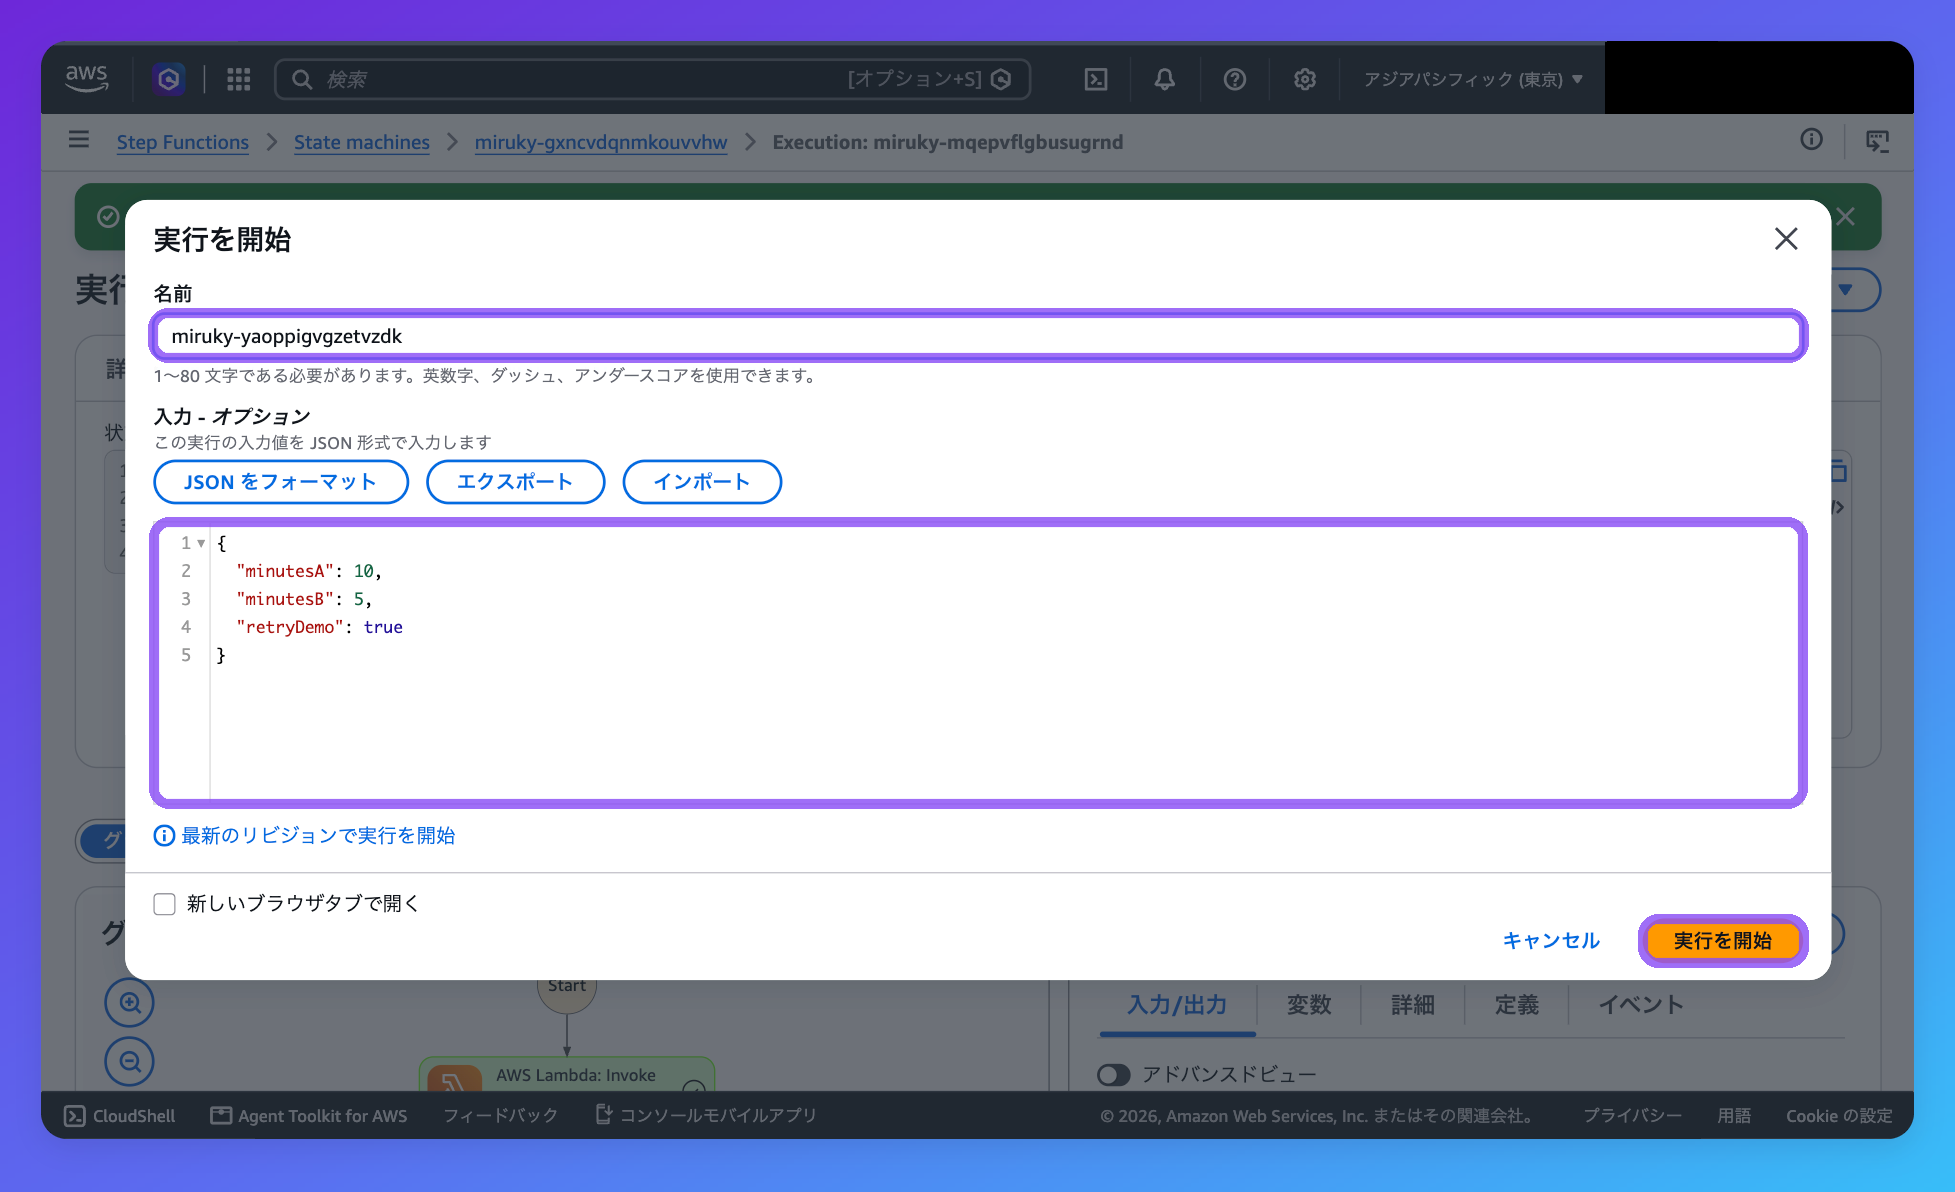 aws
検索
[オプション+S]
アジアパシフィック (東京)
Step Functions
State machines
miruky-gxncvdqnmkouvvhw
Execution: miruky-mqepvflgbusugrnd
実行を開始
名前
miruky-yaoppigvgzetvzdk
1～80 文字である必要があります。英数字、ダッシュ、アンダースコアを使用できます。
入力 - オプション
この実行の入力値を JSON 形式で入力します
JSON をフォーマット
エクスポート
インポート
1 {
2 "minutesA": 10,
3 "minutesB": 5,
4 "retryDemo": true
5 }
最新のリビジョンで実行を開始
新しいブラウザタブで開く
キャンセル
実行を開始
Start
AWS Lambda: Invoke
入力/出力
変数
詳細
定義
イベント
アドバンスドビュー
CloudShell
Agent Toolkit for AWS
フィードバック
コンソールモバイルアプリ
© 2026, Amazon Web Services, Inc. またはその関連会社。
プライバシー
用語
Cookie の設定